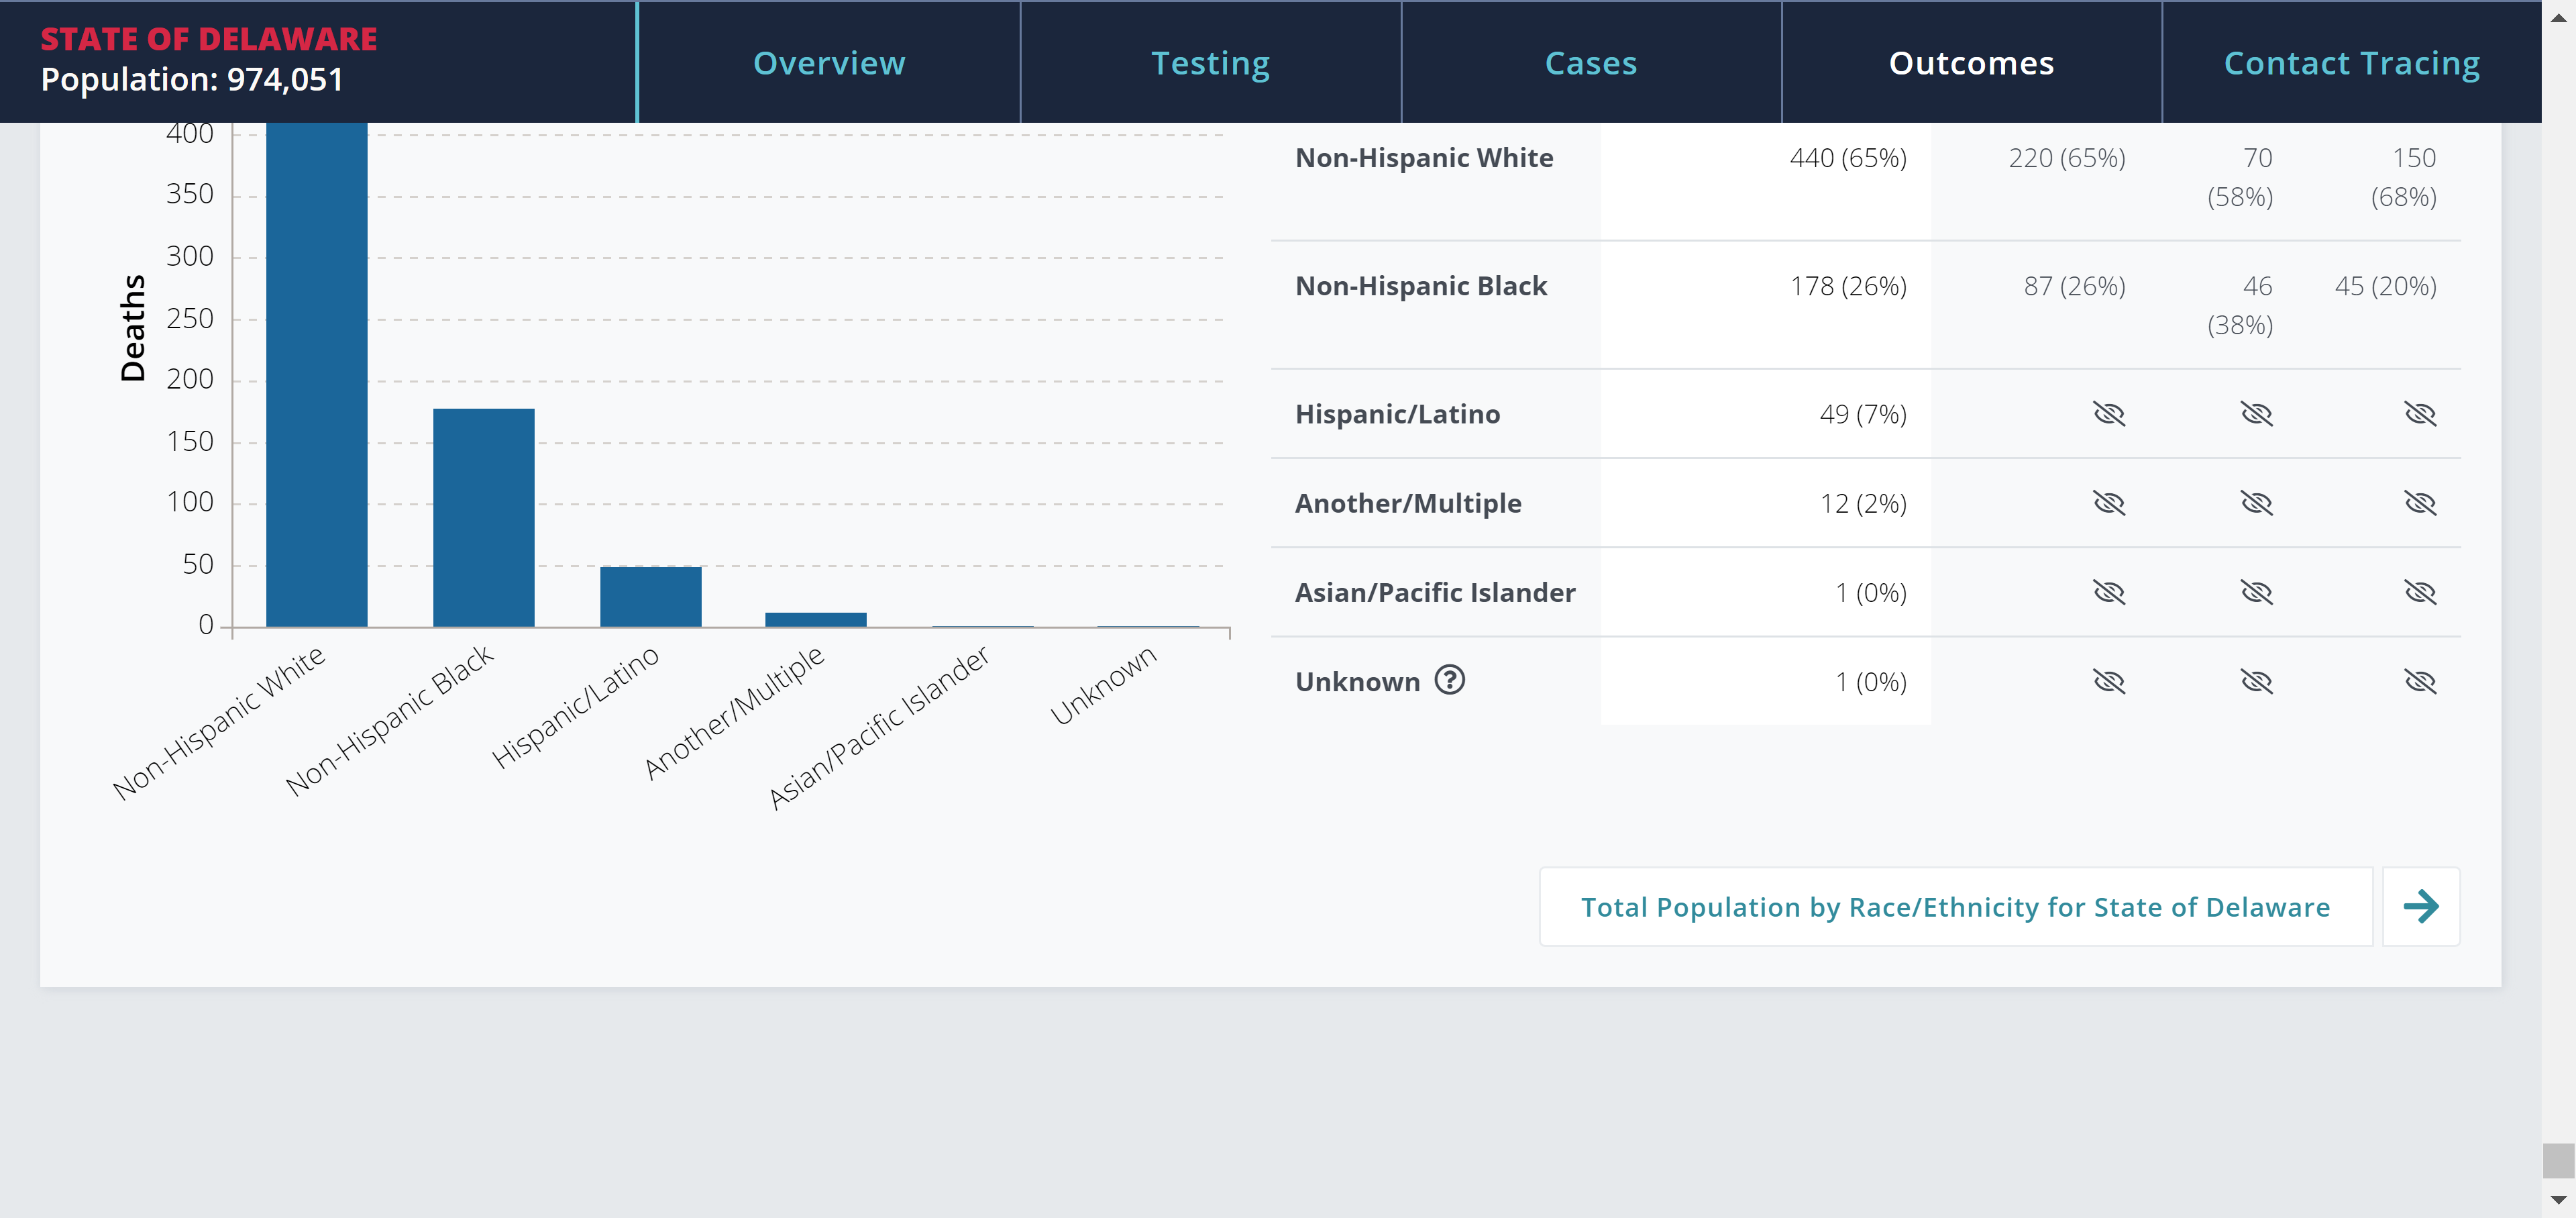 STATE OF DELAWARE
Population: 974,051
Overview
Testing
Cases
Outcomes
Contact Tracing
Deaths
400
350
300
250
200
150
100
50
0
Non-Hispanic White
Non-Hispanic Black
Hispanic/Latino
Another/Multiple
Asian/Pacific Islander
Unknown
Non-Hispanic White 440 (65%) 220 (65%) 70 150
(58%) (68%)
Non-Hispanic Black 178 (26%) 87 (26%) 46 45 (20%)
(38%)
Hispanic/Latino 49 (7%)
Another/Multiple 12 (2%)
Asian/Pacific Islander 1 (0%)
Unknown ? 1 (0%)
Total Population by Race/Ethnicity for State of Delaware